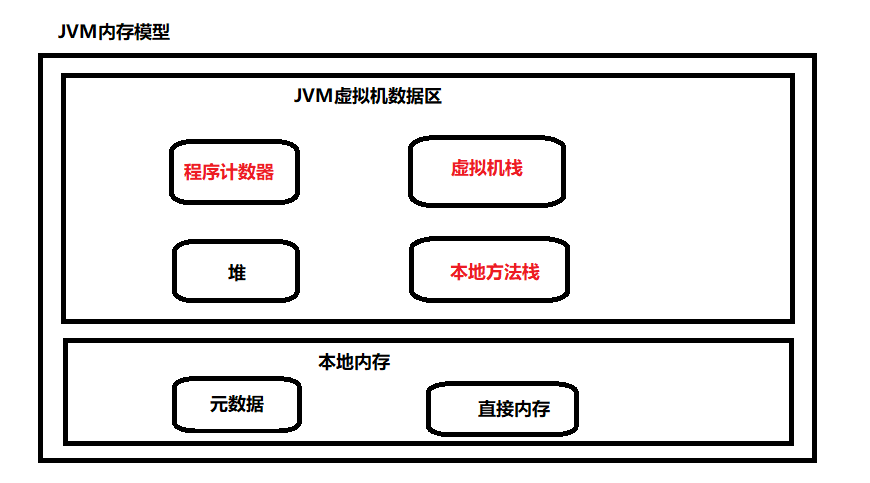 JVM内存模型
JVM虚拟机数据区
程序计数器
虚拟机栈
堆
本地方法栈
本地内存
元数据
直接内存